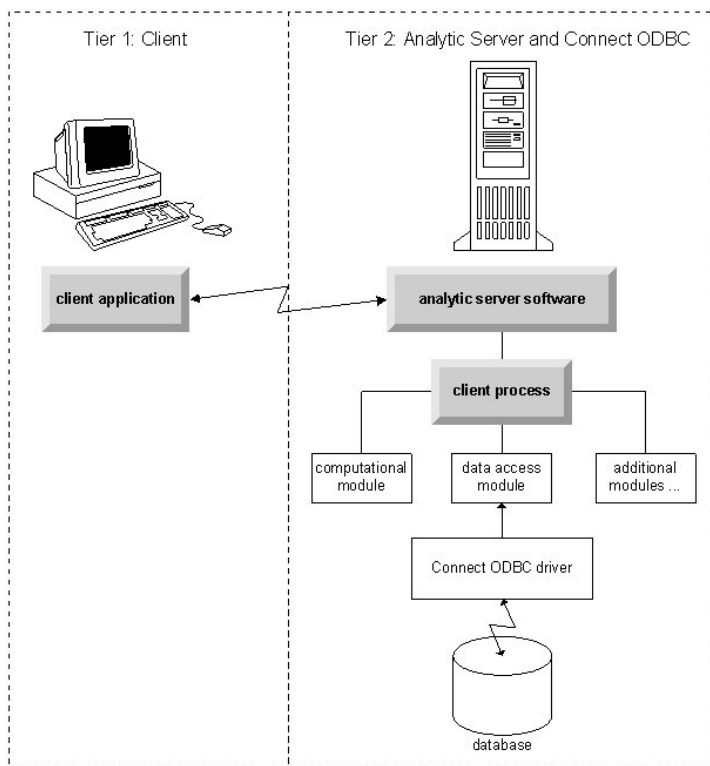 Tier 1: Client
Tier 2: Analytic Server and Connect ODBC
client application
analytic server software
client process
computational
module
data access
module
additional
modules ...
Connect ODBC driver
database